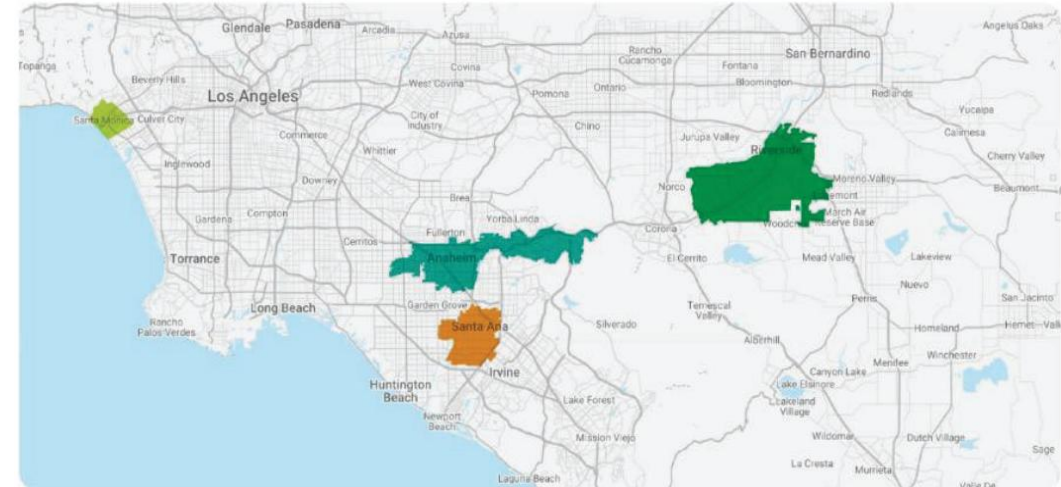 Glendale
Pasadena
Arcadia
Azusa
Angelus Oaks
Topanga
Beverly Hills
Covina
West Covina
Rancho
Cucamonga
Fontana
San Bernardino
Bloomington
Los Angeles
Pomona
Ontario
Redlands
Santa Monica
Culver City
City of
Industry
Yucaipa
Commerce
Chino
Jurupa Valley
Calimesa
Whittier
Riverside
Cherry Valley
Inglewood
Downey
Norco
Moreno Valley
Beaumont
Brea
March Air
Reserve Base
Gardena
Compton
Yorba Linda
Fullerton
Cerritos
Corona
Torrance
Anaheim
El Cerrito
Mead Valley
Lakeview
Nuevo
Long Beach
Garden Grove
Temescal
Valley
Perris
San Jacinto
Rancho
Palos Verdes
Santa Ana
Silverado
Homeland
Alberhill
Menifee
Winchester
Irvine
Canyon Lake
Huntington
Beach
Lake Elsinore
Lakeland
Village
Lake Forest
Newport
Beach
Mission Viejo
Wildomar
Dutch Village
Sage
La Cresta
Murrieta
Laguna Beach